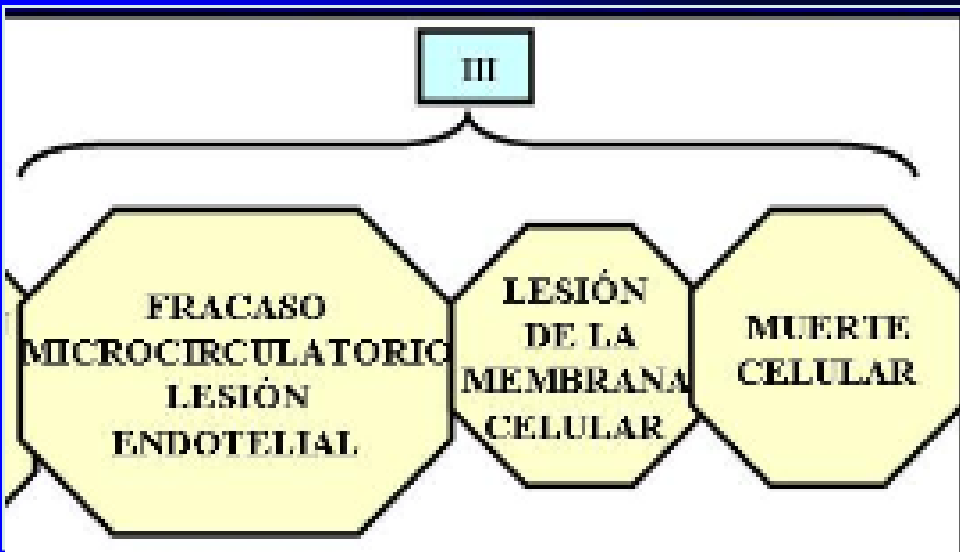 III
FRACASO
MICROCIRCULATORIO
LESIÓN
ENDOTELIAL
LESIÓN
DE LA
MEMBRANA
CELULAR
MUERTE
CELULAR